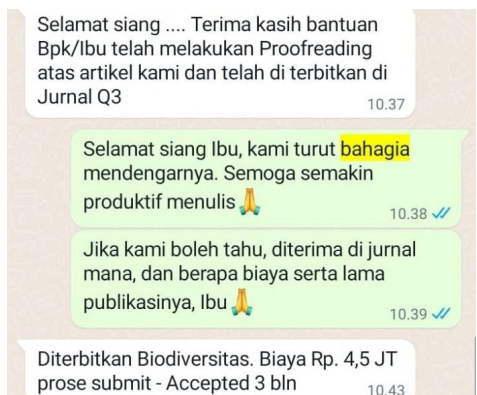 Selamat siang .... Terima kasih bantuan
Bpk/Ibu telah melakukan Proofreading
atas artikel kami dan telah di terbitkan di
Jurnal Q3
10.37
Selamat siang Ibu, kami turut bahagia
mendengarnya. Semoga semakin
produktif menulis🙏
10.38
Jika kami boleh tahu, diterima di jurnal
mana, dan berapa biaya serta lama
publikasinya, Ibu🙏
10.39
Diterbitkan Biodiversitas. Biaya Rp. 4,5 JT
prose submit - Accepted 3 bln
10.43